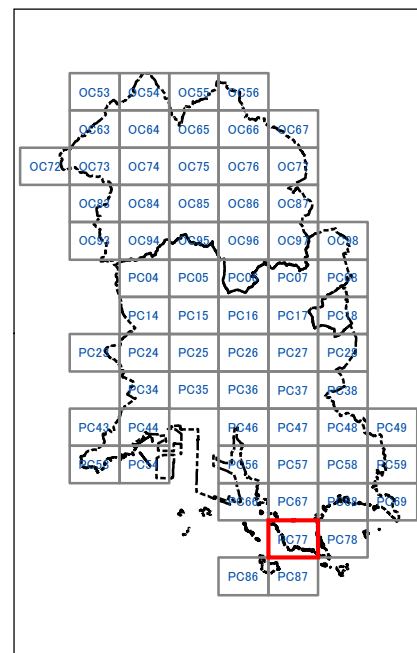 OC53 OC54 OC55 OC56
OC63 OC64 OC65 OC66 OC67
OC72 OC73 OC74 OC75 OC76 OC77
OC83 OC84 OC85 OC86 OC87
OC93 OC94 OC95 OC96 OC97 OC98
PC04 PC05 PC06 PC07 PC08
PC14 PC15 PC16 PC17 PC18
PC23 PC24 PC25 PC26 PC27 PC28
PC34 PC35 PC36 PC37 PC38
PC43 PC44 PC46 PC47 PC48 PC49
PC53 PC54 PC56 PC57 PC58 PC59
PC66 PC67 PC68 PC69
PC77 PC78
PC86 PC87